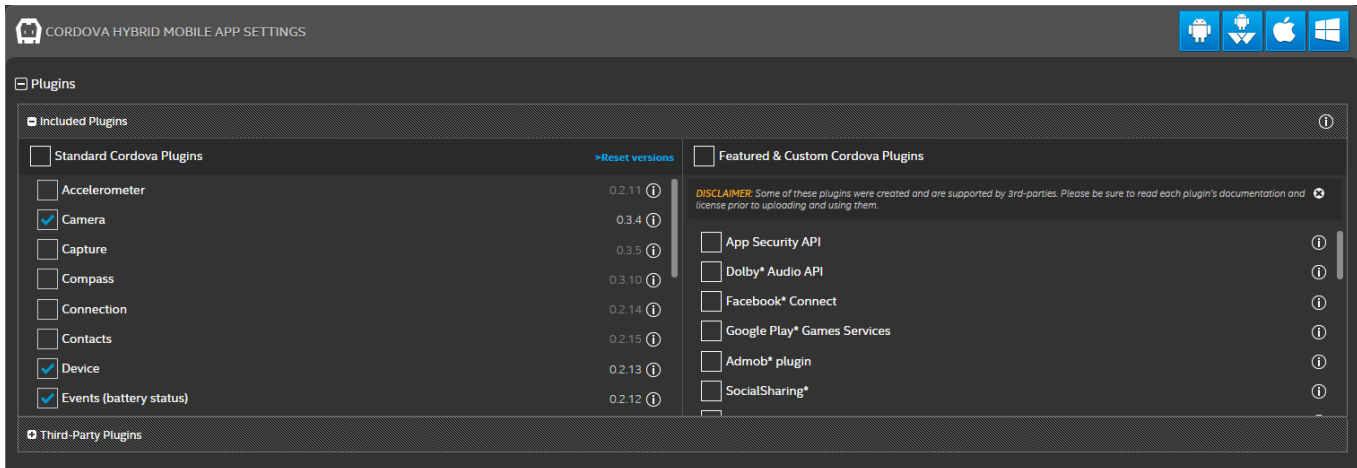 CORDOVA HYBRID MOBILE APP SETTINGS
Plugins
Included Plugins
Standard Cordova Plugins
>Reset versions
Accelerometer 0.2.11
Camera 0.3.4
Capture 0.3.5
Compass 0.3.10
Connection 0.2.14
Contacts 0.2.15
Device 0.2.13
Events (battery status) 0.2.12
Featured & Custom Cordova Plugins
DISCLAIMER: Some of these plugins were created and are supported by 3rd-parties. Please be sure to read each plugin's documentation and
license prior to uploading and using them.
App Security API
Dolby* Audio API
Facebook* Connect
Google Play* Games Services
Admob* plugin
SocialSharing*
Third-Party Plugins